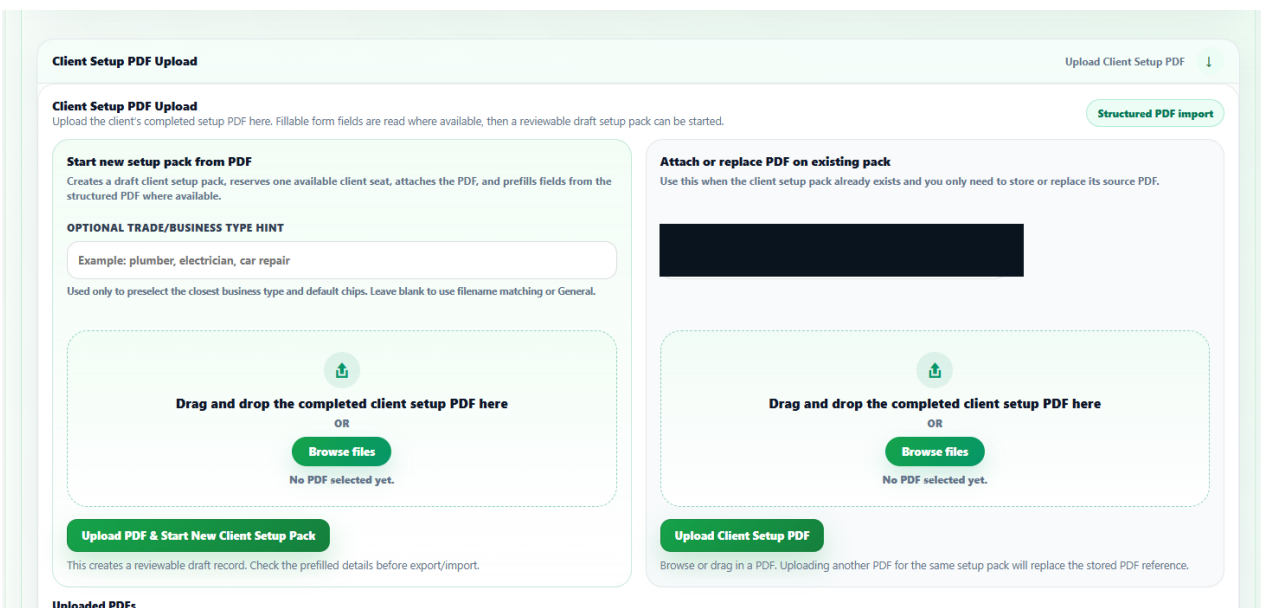 Client Setup PDF Upload
Upload Client Setup PDF ↓
Client Setup PDF Upload
Upload the client's completed setup PDF here. Fillable form fields are read where available, then a reviewable draft setup pack can be started.
Structured PDF import
Start new setup pack from PDF
Creates a draft client setup pack, reserves one available client seat, attaches the PDF, and prefills fields from the
structured PDF where available.
OPTIONAL TRADE/BUSINESS TYPE HINT
Example: plumber, electrician, car repair
Used only to preselect the closest business type and default chips. Leave blank to use filename matching or General.
Drag and drop the completed client setup PDF here
OR
Browse files
No PDF selected yet.
Upload PDF & Start New Client Setup Pack
This creates a reviewable draft record. Check the prefilled details before export/import.
Attach or replace PDF on existing pack
Use this when the client setup pack already exists and you only need to store or replace its source PDF.
Drag and drop the completed client setup PDF here
OR
Browse files
No PDF selected yet.
Upload Client Setup PDF
Browse or drag in a PDF. Uploading another PDF for the same setup pack will replace the stored PDF reference.
Uploaded PDFs